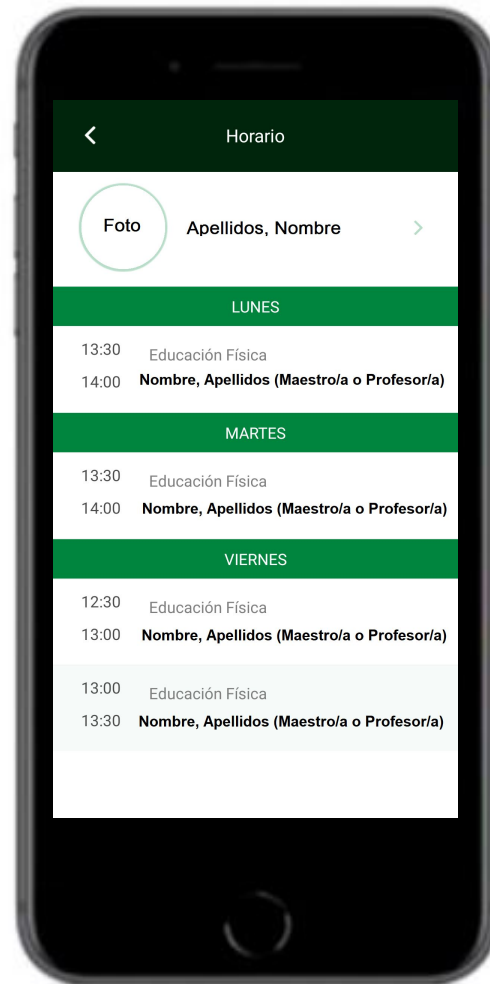 Horario
Foto
Apellidos, Nombre
LUNES
13:30 Educación Física
14:00 Nombre, Apellidos (Maestro/a o Profesor/a)
MARTES
13:30 Educación Física
14:00 Nombre, Apellidos (Maestro/a o Profesor/a)
VIERNES
12:30 Educación Física
13:00 Nombre, Apellidos (Maestro/a o Profesor/a)
13:00 Educación Física
13:30 Nombre, Apellidos (Maestro/a o Profesor/a)